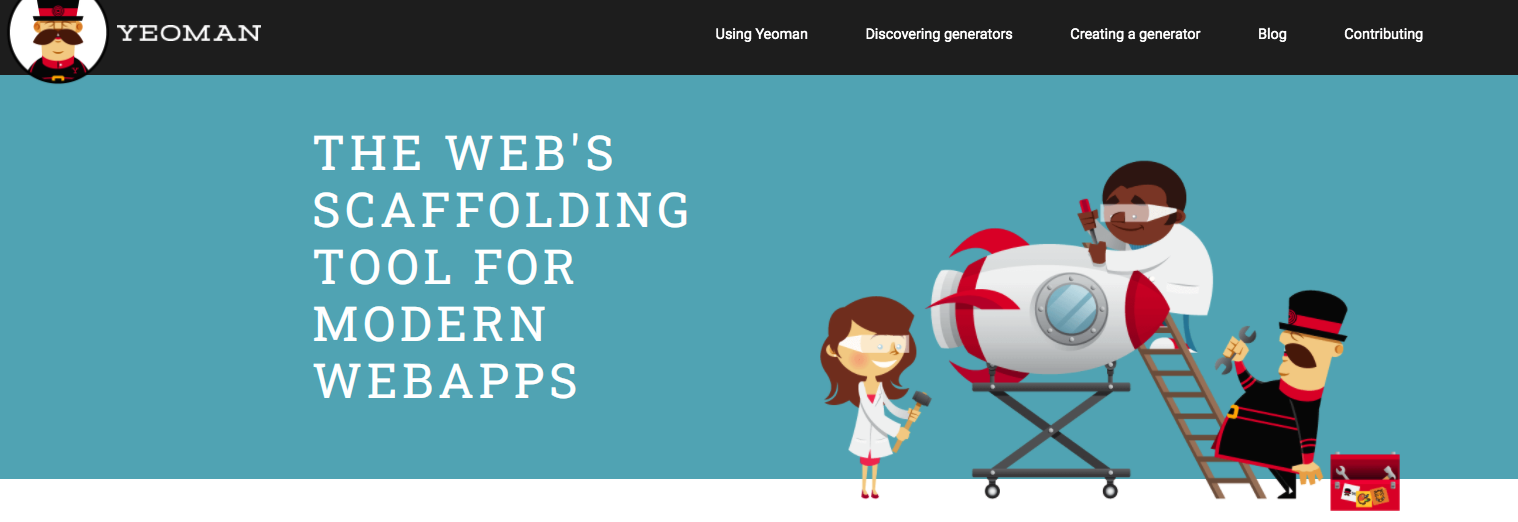 YEOMAN
Using Yeoman
Discovering generators
Creating a generator
Blog
Contributing
THE WEB'S
SCAFFOLDING
TOOL FOR
MODERN
WEBAPPS